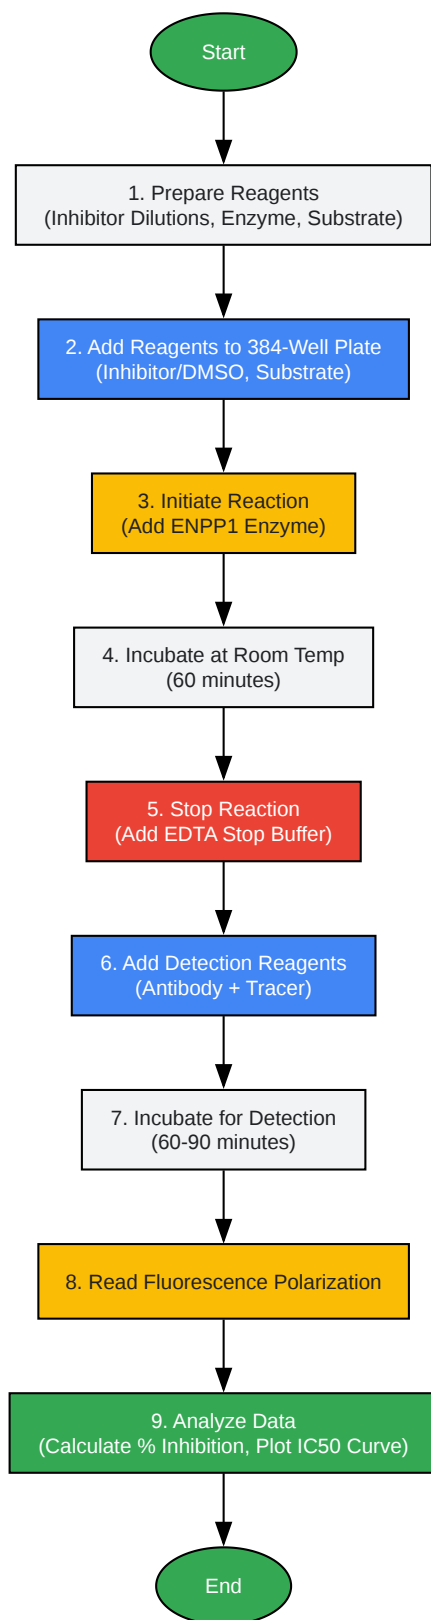 Start
1. Prepare Reagents
(Inhibitor Dilutions, Enzyme, Substrate)
2. Add Reagents to 384-Well Plate
(Inhibitor/DMSO, Substrate)
3. Initiate Reaction
(Add ENPP1 Enzyme)
4. Incubate at Room Temp
(60 minutes)
5. Stop Reaction
(Add EDTA Stop Buffer)
6. Add Detection Reagents
(Antibody + Tracer)
7. Incubate for Detection
(60-90 minutes)
8. Read Fluorescence Polarization
9. Analyze Data
(Calculate % Inhibition, Plot IC50 Curve)
End